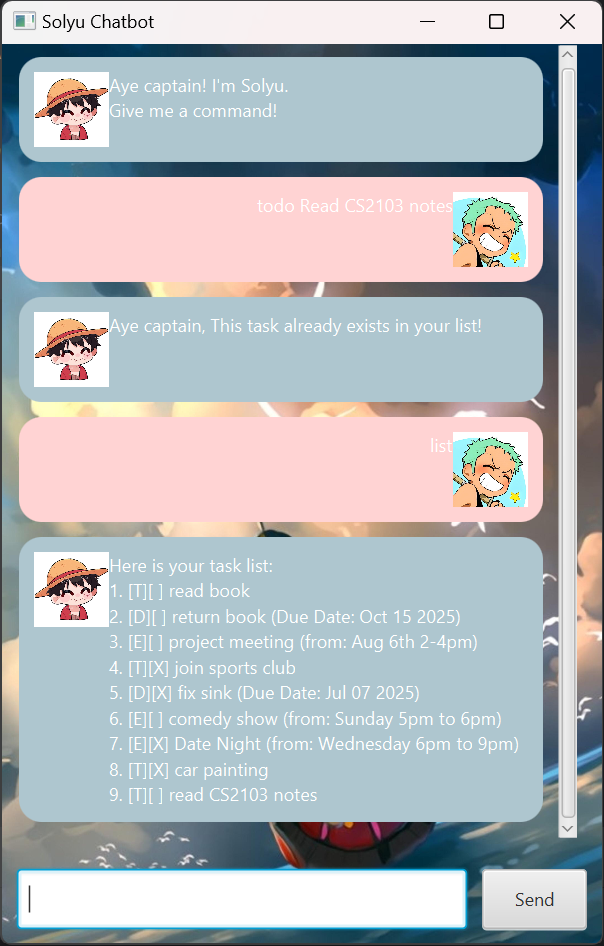 Solyu Chatbot
Aye captain! I'm Solyu.
Give me a command!
todo Read CS2103 notes
Aye captain, This task already exists in your list!
list
Here is your task list:
1. [T][ ] read book
2. [D][ ] return book (Due Date: Oct 15 2025)
3. [E][ ] project meeting (from: Aug 6th 2-4pm)
4. [T][X] join sports club
5. [D][X] fix sink (Due Date: Jul 07 2025)
6. [E][ ] comedy show (from: Sunday 5pm to 6pm)
7. [E][X] Date Night (from: Wednesday 6pm to 9pm)
8. [T][X] car painting
9. [T][ ] read CS2103 notes
Send